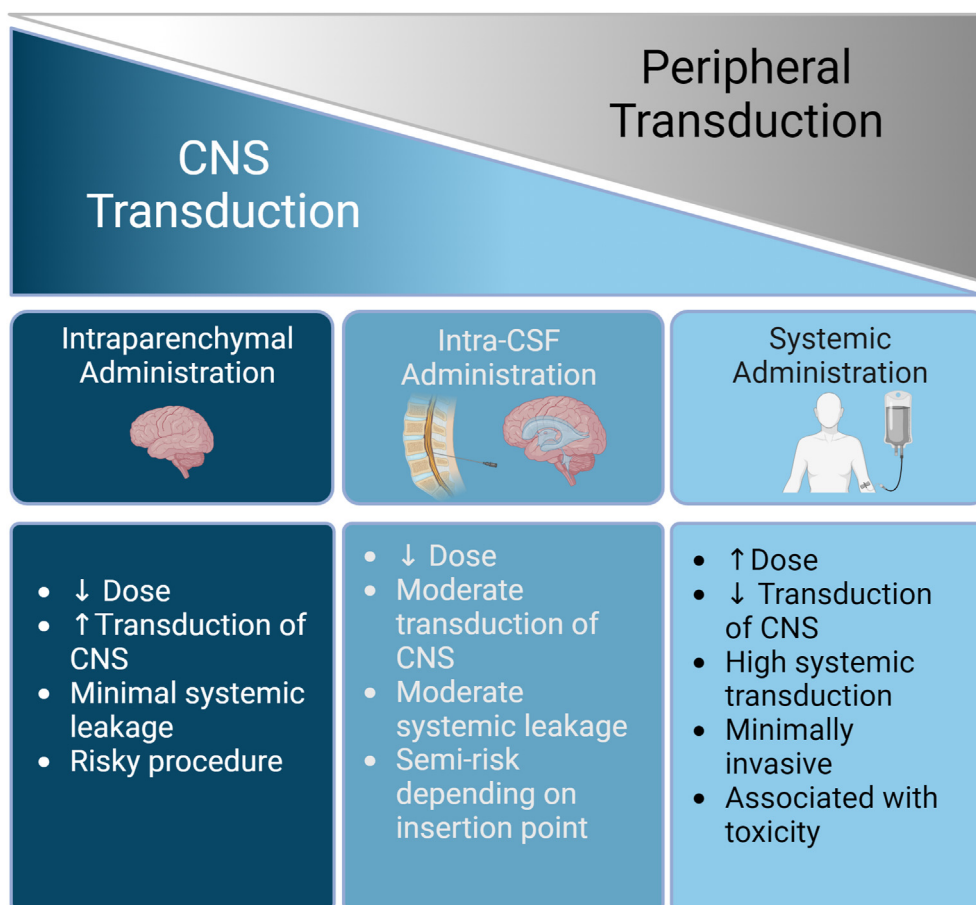 Peripheral
Transduction
CNS
Transduction
Intraparenchymal
Administration
Intra-CSF
Administration
Systemic
Administration
• ↓ Dose
• ↑Transduction of
CNS
• Minimal systemic
leakage
• Risky procedure
• ↓ Dose
• Moderate
transduction of
CNS
• Moderate
systemic leakage
• Semi-risk
depending on
insertion point
• ↑Dose
• ↓ Transduction
of CNS
• High systemic
transduction
• Minimally
invasive
• Associated with
toxicity